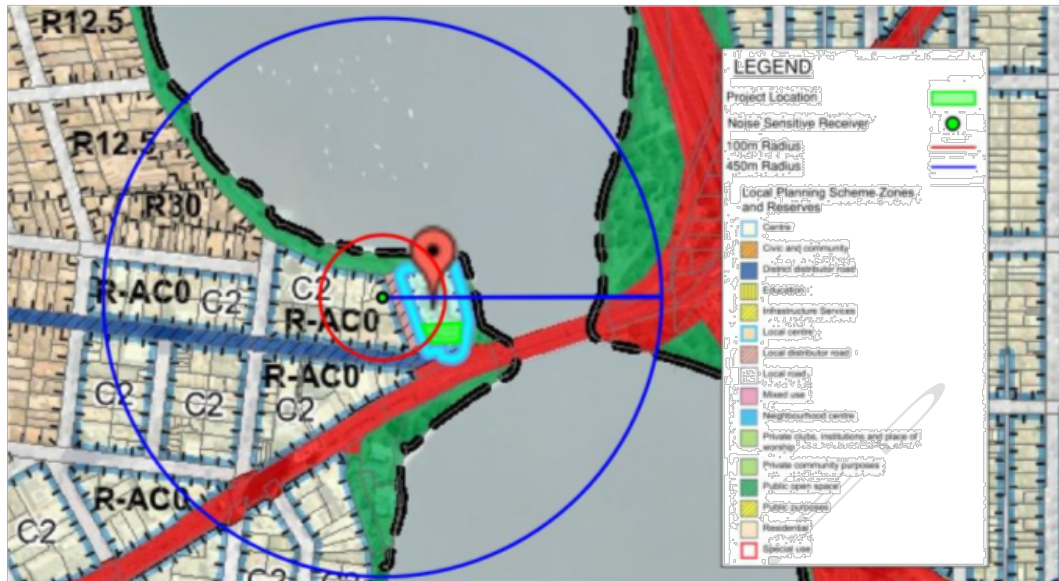 R12.5
R12.5
R30
R-AC0
C2
C2
R-AC0
R-AC0
C2
C2
C2
R-AC0
C2
LEGEND
Project Location
Noise Sensitive Receiver
100m Radius
450m Radius
Local Planning Scheme Zones
and Reserves
Centre
Civic and community
District distributor road
Education
Infrastructure Services
Local centre
Local distributor road
Local road
Mixed use
Neighbourhood centre
Private clubs, institutions and place of
worship
Private community purposes
Public open space
Public purposes
Residential
Special use